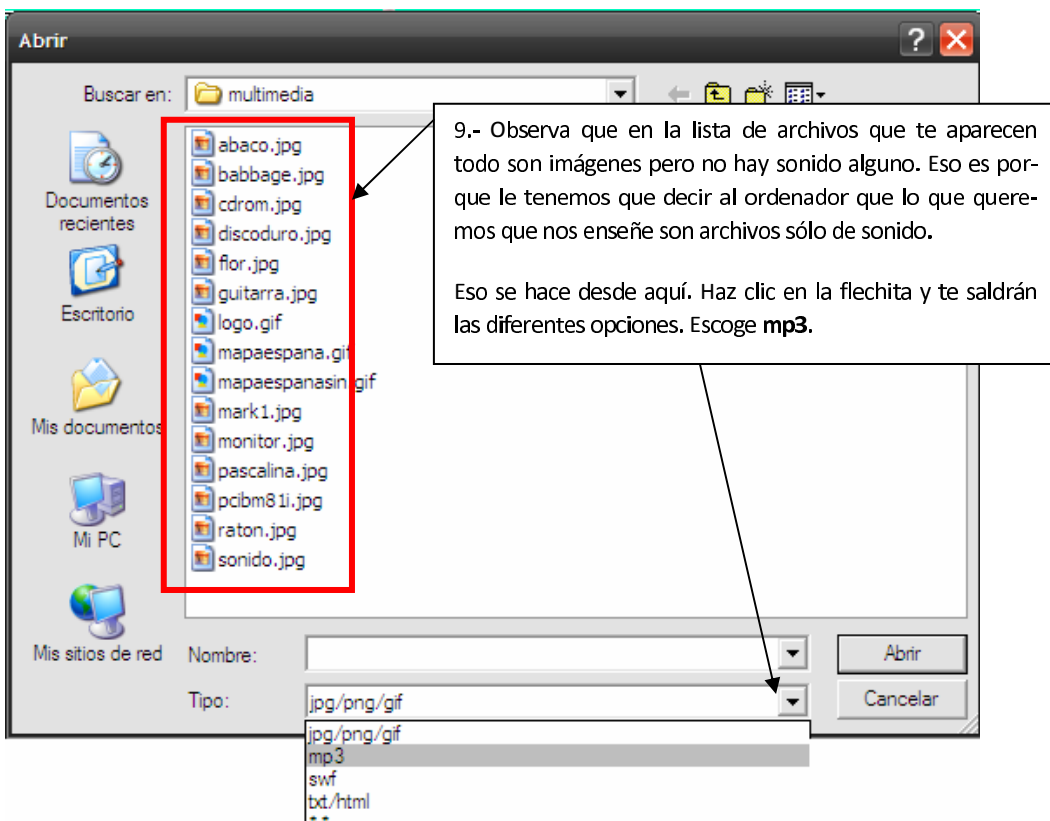 Abrir
Buscar en:
multimedia
9.- Observa que en la lista de archivos que te aparecen
todo son imágenes pero no hay sonido alguno. Eso es por-
que le tenemos que decir al ordenador que lo que quere-
mos que nos enseñe son archivos sólo de sonido.
Eso se hace desde aquí. Haz clic en la flechita y te saldrán
las diferentes opciones. Escoge mp3.
Documentos
recientes
Escritorio
Mis documentos
Mi PC
Mis sitios de red
abaco.jpg
babbage.jpg
cdrom.jpg
discoduro.jpg
flor.jpg
guitarra.jpg
logo.gif
mapaespana.gif
mapaespanasin.gif
mark1.jpg
monitor.jpg
pascalina.jpg
pcibm81i.jpg
raton.jpg
sonido.jpg
Nombre:
Abrir
Tipo:
jpg/png/gif
Cancelar
jpg/png/gif
mp3
swf
txt/html